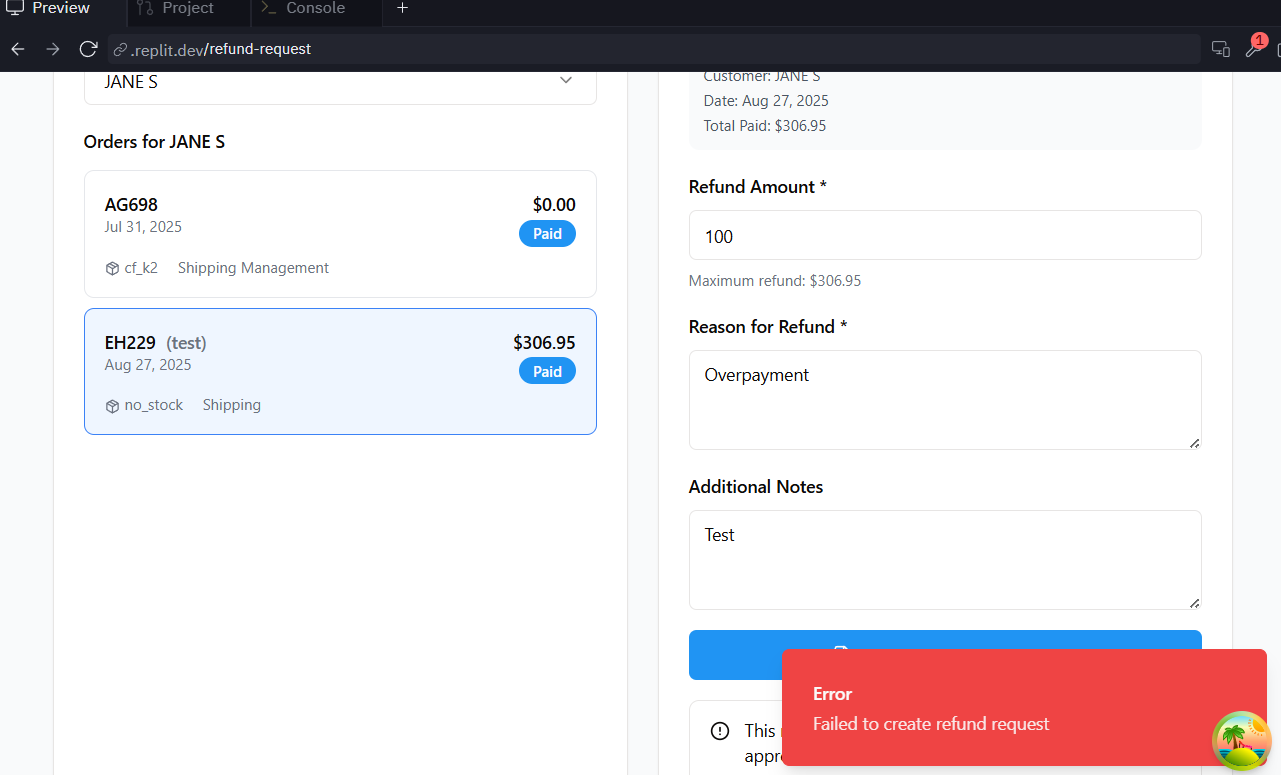 Preview
Project
Console
.replit.dev/refund-request
1
JANE S
Orders for JANE S
AG698
$0.00
Jul 31, 2025
Paid
cf_k2
Shipping Management
EH229 (test)
$306.95
Aug 27, 2025
Paid
no_stock
Shipping
Customer: JANE S
Date: Aug 27, 2025
Total Paid: $306.95
Refund Amount *
100
Maximum refund: $306.95
Reason for Refund *
Overpayment
Additional Notes
Test
This
Error
Failed to create refund request